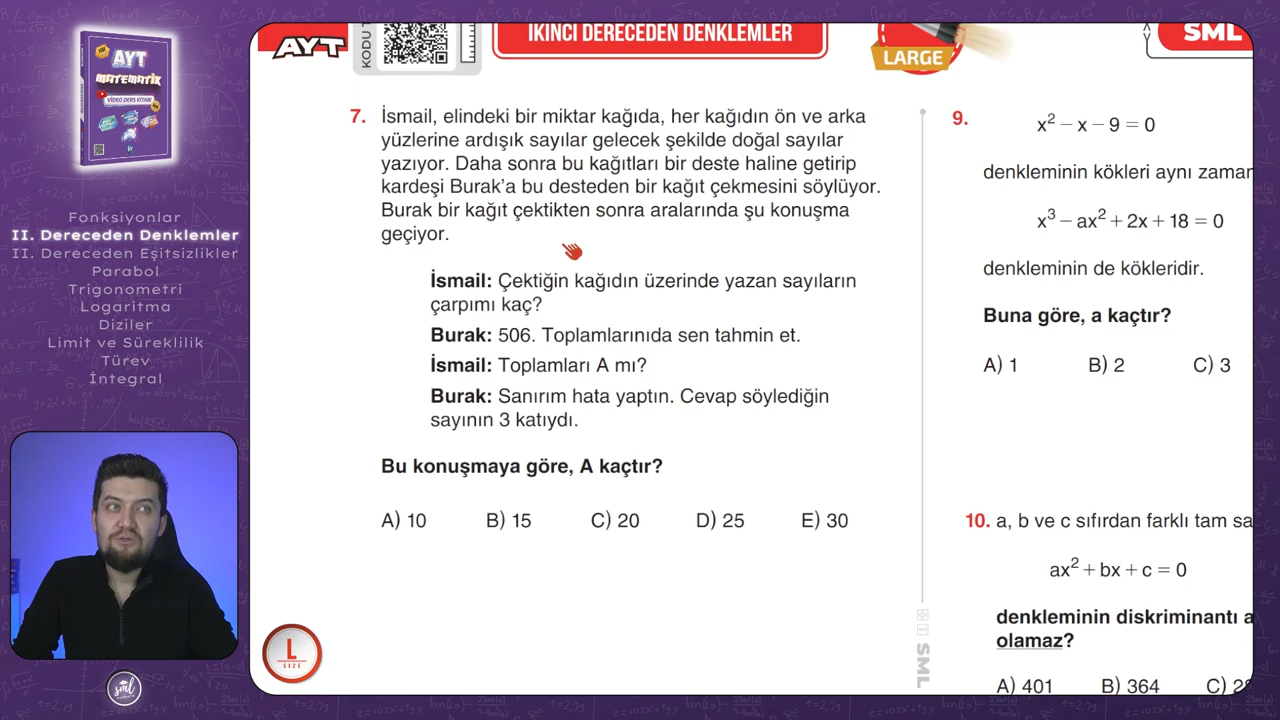 AYT
MATEMATİK
VİDEO DERS KİTABI
Fonksiyonlar
II. Dereceden Denklemler
II. Dereceden Eşitsizlikler
Parabol
Trigonometri
Logaritma
Diziler
Limit ve Süreklilik
Türev
İntegral
sml
AYT
KODU
İKİNCİ DERECEDEN DENKLEMLER
LARGE
SML
7. İsmail, elindeki bir miktar kağıda, her kağıdın ön ve arka
yüzlerine ardışık sayılar gelecek şekilde doğal sayılar
yazıyor. Daha sonra bu kağıtları bir deste haline getirip
kardeşi Burak’a bu desteden bir kağıt çekmesini söylüyor.
Burak bir kağıt çektikten sonra aralarında şu konuşma
geçiyor.
İsmail: Çektiğin kağıdın üzerinde yazan sayıların
çarpımı kaç?
Burak: 506. Toplamlarınıda sen tahmin et.
İsmail: Toplamları A mı?
Burak: Sanırım hata yaptın. Cevap söylediğin
sayının 3 katıydı.
Bu konuşmaya göre, A kaçtır?
A) 10 B) 15 C) 20 D) 25 E) 30
L
SIZE
SML
9. x² − x − 9 = 0
denkleminin kökleri aynı zaman
x³ − ax² + 2x + 18 = 0
denkleminin de kökleridir.
Buna göre, a kaçtır?
A) 1 B) 2 C) 3
10. a, b ve c sıfırdan farklı tam sa
ax² + bx + c = 0
denkleminin diskriminantı a
olamaz?
A) 401 B) 364